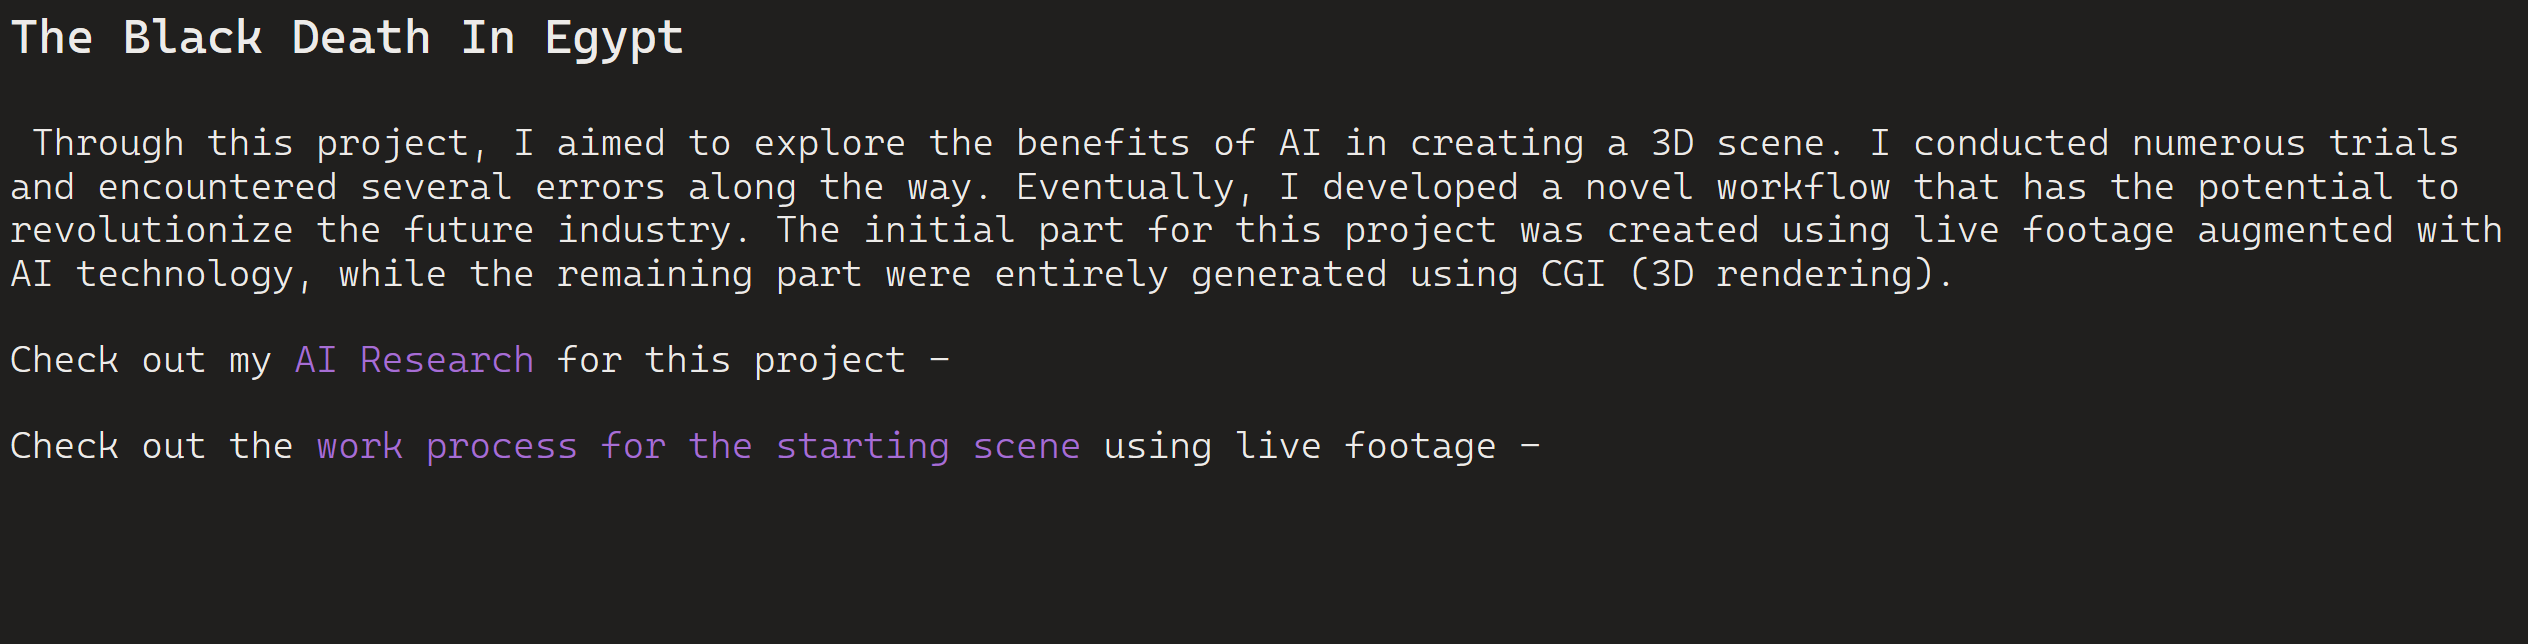 The Black Death In Egypt
Through this project, I aimed to explore the benefits of AI in creating a 3D scene. I conducted numerous trials
and encountered several errors along the way. Eventually, I developed a novel workflow that has the potential to
revolutionize the future industry. The initial part for this project was created using live footage augmented with
AI technology, while the remaining part were entirely generated using CGI (3D rendering).
Check out my AI Research for this project –
Check out the work process for the starting scene using live footage –